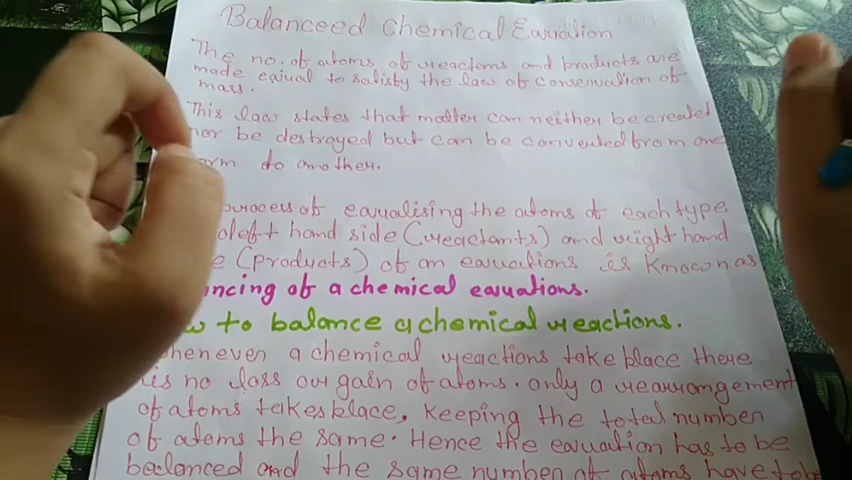 Balanceed Chemical Equation
The no. of atoms of reactans and products are
made equal to satisby the law of conservation of
mass.
This law states that matter can neither be created
nor be destroyed but can be converted from one
orm do another.
process of equalising the atoms of each type
left hand side (reactants) and right hand
e (products) of an equations is known as
ncing of a chemical equations.
w to balance a chemical reactions.
henever a chemical reactions take place there
is no loss or gain of atoms. only a rearrangement
of atoms takes place, keeping the total number
of atoms the same. Hence the equation has to be
balanced and the same number of atoms have to b